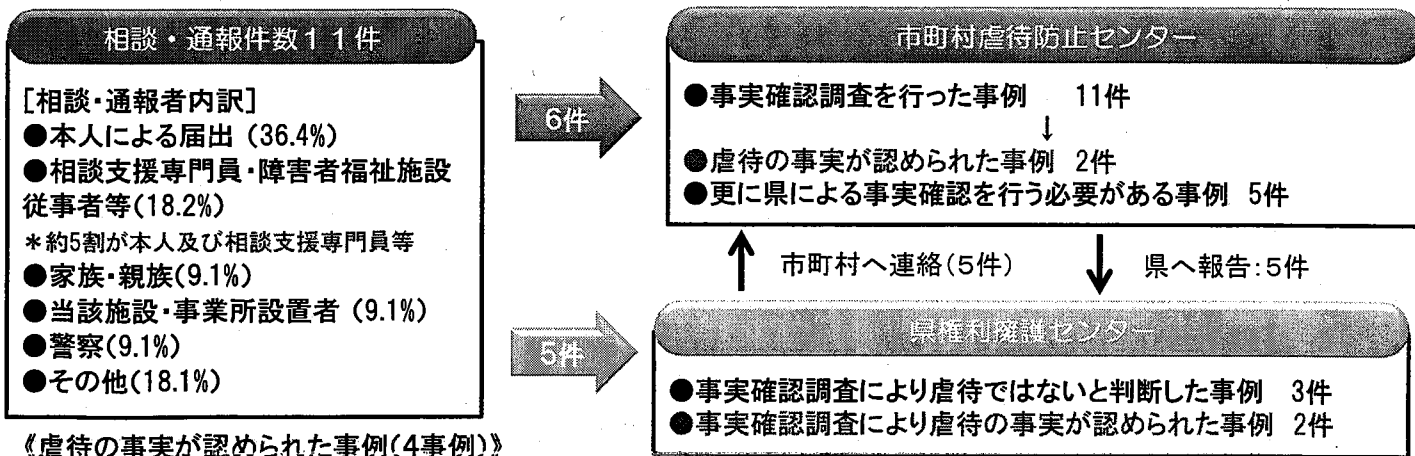 相談・通報件数11件
[相談・通報者内訳]
●本人による届出 (36.4%)
●相談支援専門員・障害者福祉施設
従事者等(18.2%)
*約5割が本人及び相談支援専門員等
●家族・親族(9.1%)
●当該施設・事業所設置者 (9.1%)
●警察(9.1%)
●その他(18.1%)
6件
5件
市町村虐待防止センター
●事実確認調査を行った事例 11件
↓
●虐待の事実が認められた事例 2件
●更に県による事実確認を行う必要がある事例 5件
市町村へ連絡(5件)
県へ報告:5件
県権利擁護センター
●事実確認調査により虐待ではないと判断した事例 3件
●事実確認調査により虐待の事実が認められた事例 2件
《虐待の事実が認められた事例(4事例)》